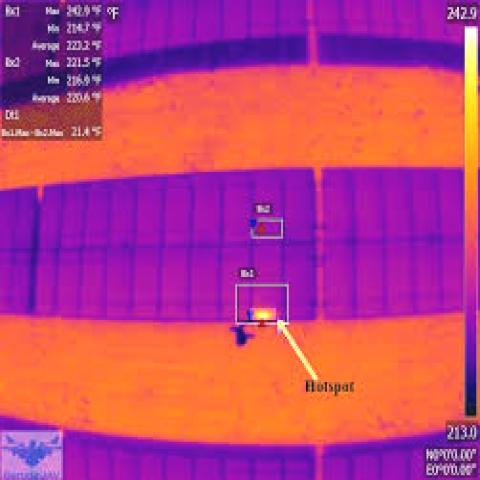 Bx1 Max 242.9 °F °F
Min 214.7 °F
Average 223.2 °F
Bx2 Max 221.5 °F
Min 216.8 °F
Average 220.6 °F
Dt1
Bx1.Max-Bx2.Max 21.4 °F
242.9
Bx2
Bx1
Hotspot
213.0
N0°0'0.00"
E0°0'0.00"